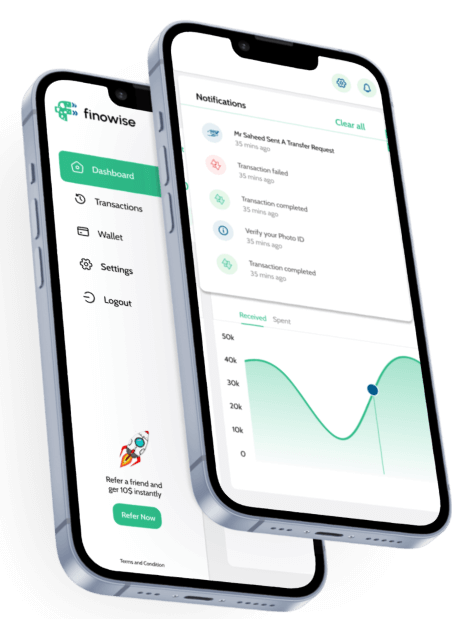 finowise
Dashboard
Transactions
Wallet
Settings
Logout
Refer a friend and
ger 10$ instantly
Refer Now
Terms and Condition
Notifications
Clear all
Mr Saheed Sent A Transfer Request
35 mins ago
Transaction failed
35 mins ago
Transaction completed
35 mins ago
Verify your Photo ID
35 mins ago
Transaction completed
35 mins ago
Received Spent
50k
40k
30k
20k
10k
0